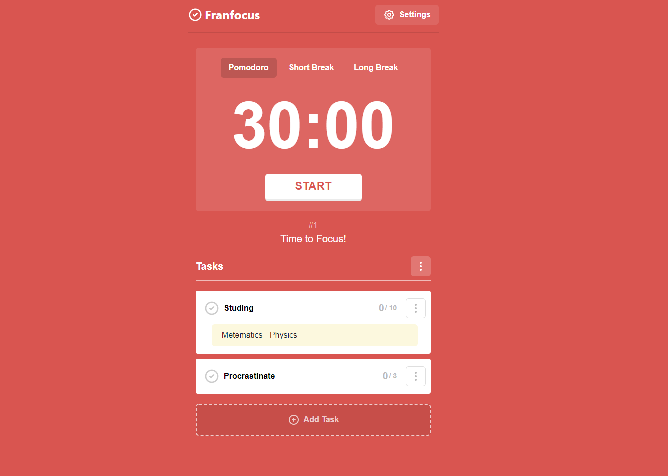 Franfocus
Settings
Pomodoro Short Break Long Break
30:00
START
#1
Time to Focus!
Tasks
Studing 0 / 10
Metematics Physics
Procrastinate 0 / 3
Add Task